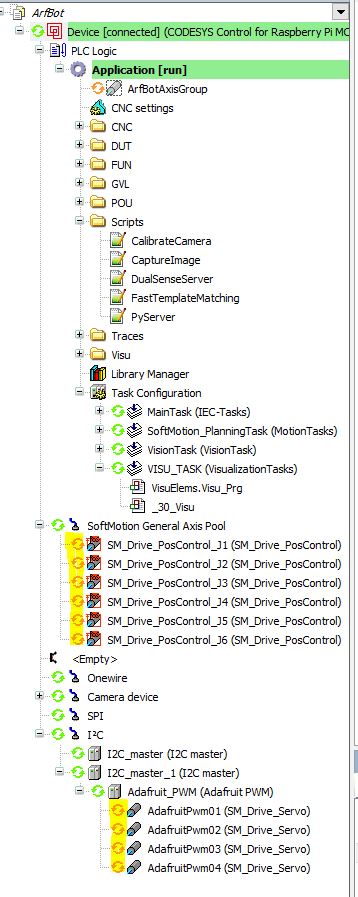 ArfBot
Device [connected] (CODESYS Control for Raspberry Pi MC
PLC Logic
Application [run]
ArfBotAxisGroup
CNC settings
CNC
DUT
FUN
GVL
POU
Scripts
CalibrateCamera
CaptureImage
DualSenseServer
FastTemplateMatching
PyServer
Traces
Visu
Library Manager
Task Configuration
MainTask (IEC-Tasks)
SoftMotion_PlanningTask (MotionTasks)
VisionTask (VisionTask)
VISU_TASK (VisualizationTasks)
VisuElems.Visu_Prg
_30_Visu
SoftMotion General Axis Pool
SM_Drive_PosControl_J1 (SM_Drive_PosControl)
SM_Drive_PosControl_J2 (SM_Drive_PosControl)
SM_Drive_PosControl_J3 (SM_Drive_PosControl)
SM_Drive_PosControl_J4 (SM_Drive_PosControl)
SM_Drive_PosControl_J5 (SM_Drive_PosControl)
SM_Drive_PosControl_J6 (SM_Drive_PosControl)
<Empty>
Onewire
Camera device
SPI
I²C
I2C_master (I2C master)
I2C_master_1 (I2C master)
Adafruit_PWM (Adafruit PWM)
AdafruitPwm01 (SM_Drive_Servo)
AdafruitPwm02 (SM_Drive_Servo)
AdafruitPwm03 (SM_Drive_Servo)
AdafruitPwm04 (SM_Drive_Servo)